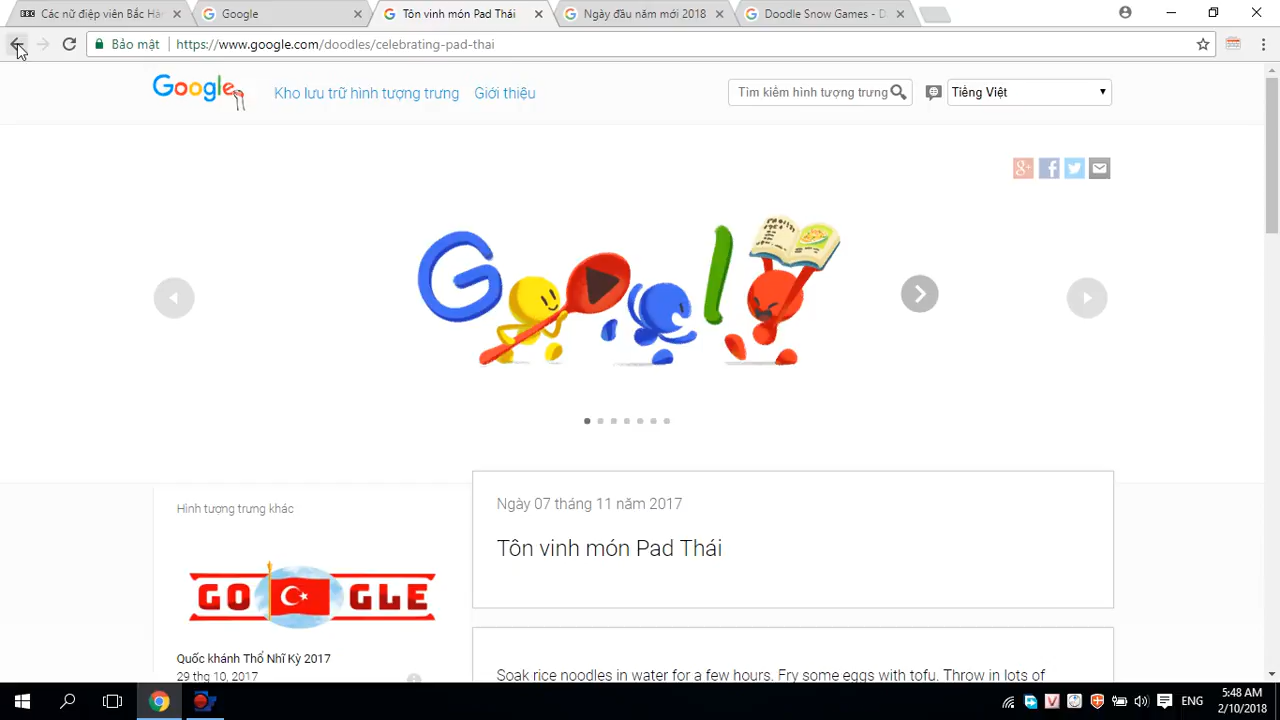 Các nữ điệp viên Bắc Hàn
Google
Tôn vinh món Pad Thái
Ngày đầu năm mới 2018
Doodle Snow Games - D
Bảo mật
https://www.google.com/doodles/celebrating-pad-thai
Google
Kho lưu trữ hình tượng trưng
Giới thiệu
Tìm kiếm hình tượng trưng
Tiếng Việt
Google
Hình tượng trưng khác
Ngày 07 tháng 11 năm 2017
Tôn vinh món Pad Thái
GOOGLE
Quốc khánh Thổ Nhĩ Kỳ 2017
29 thg 10, 2017
Soak rice noodles in water for a few hours. Fry some eggs with tofu. Throw in lots of
ENG
5:48 AM
2/10/2018